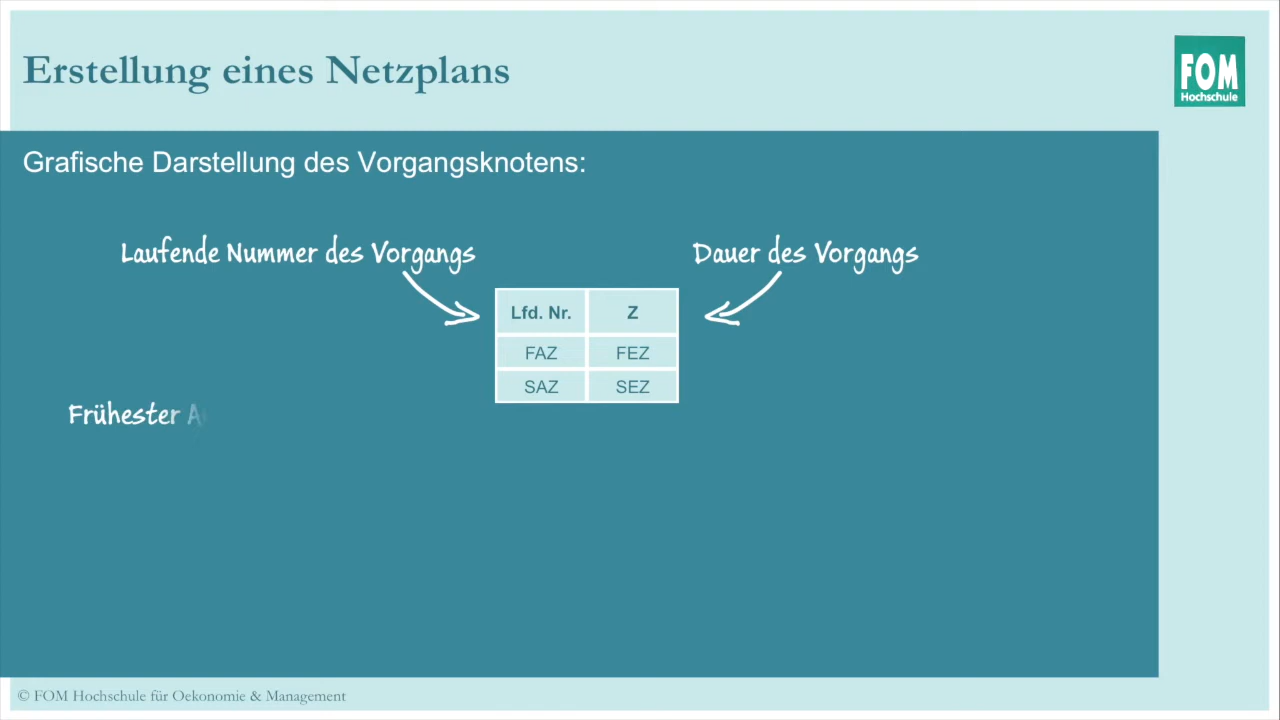 Erstellung eines Netzplans
FOM
Hochschule
Grafische Darstellung des Vorgangsknotens:
Laufende Nummer des Vorgangs
Dauer des Vorgangs
Lfd. Nr. Z
FAZ FEZ
SAZ SEZ
Frühester A
© FOM Hochschule für Oekonomie & Management